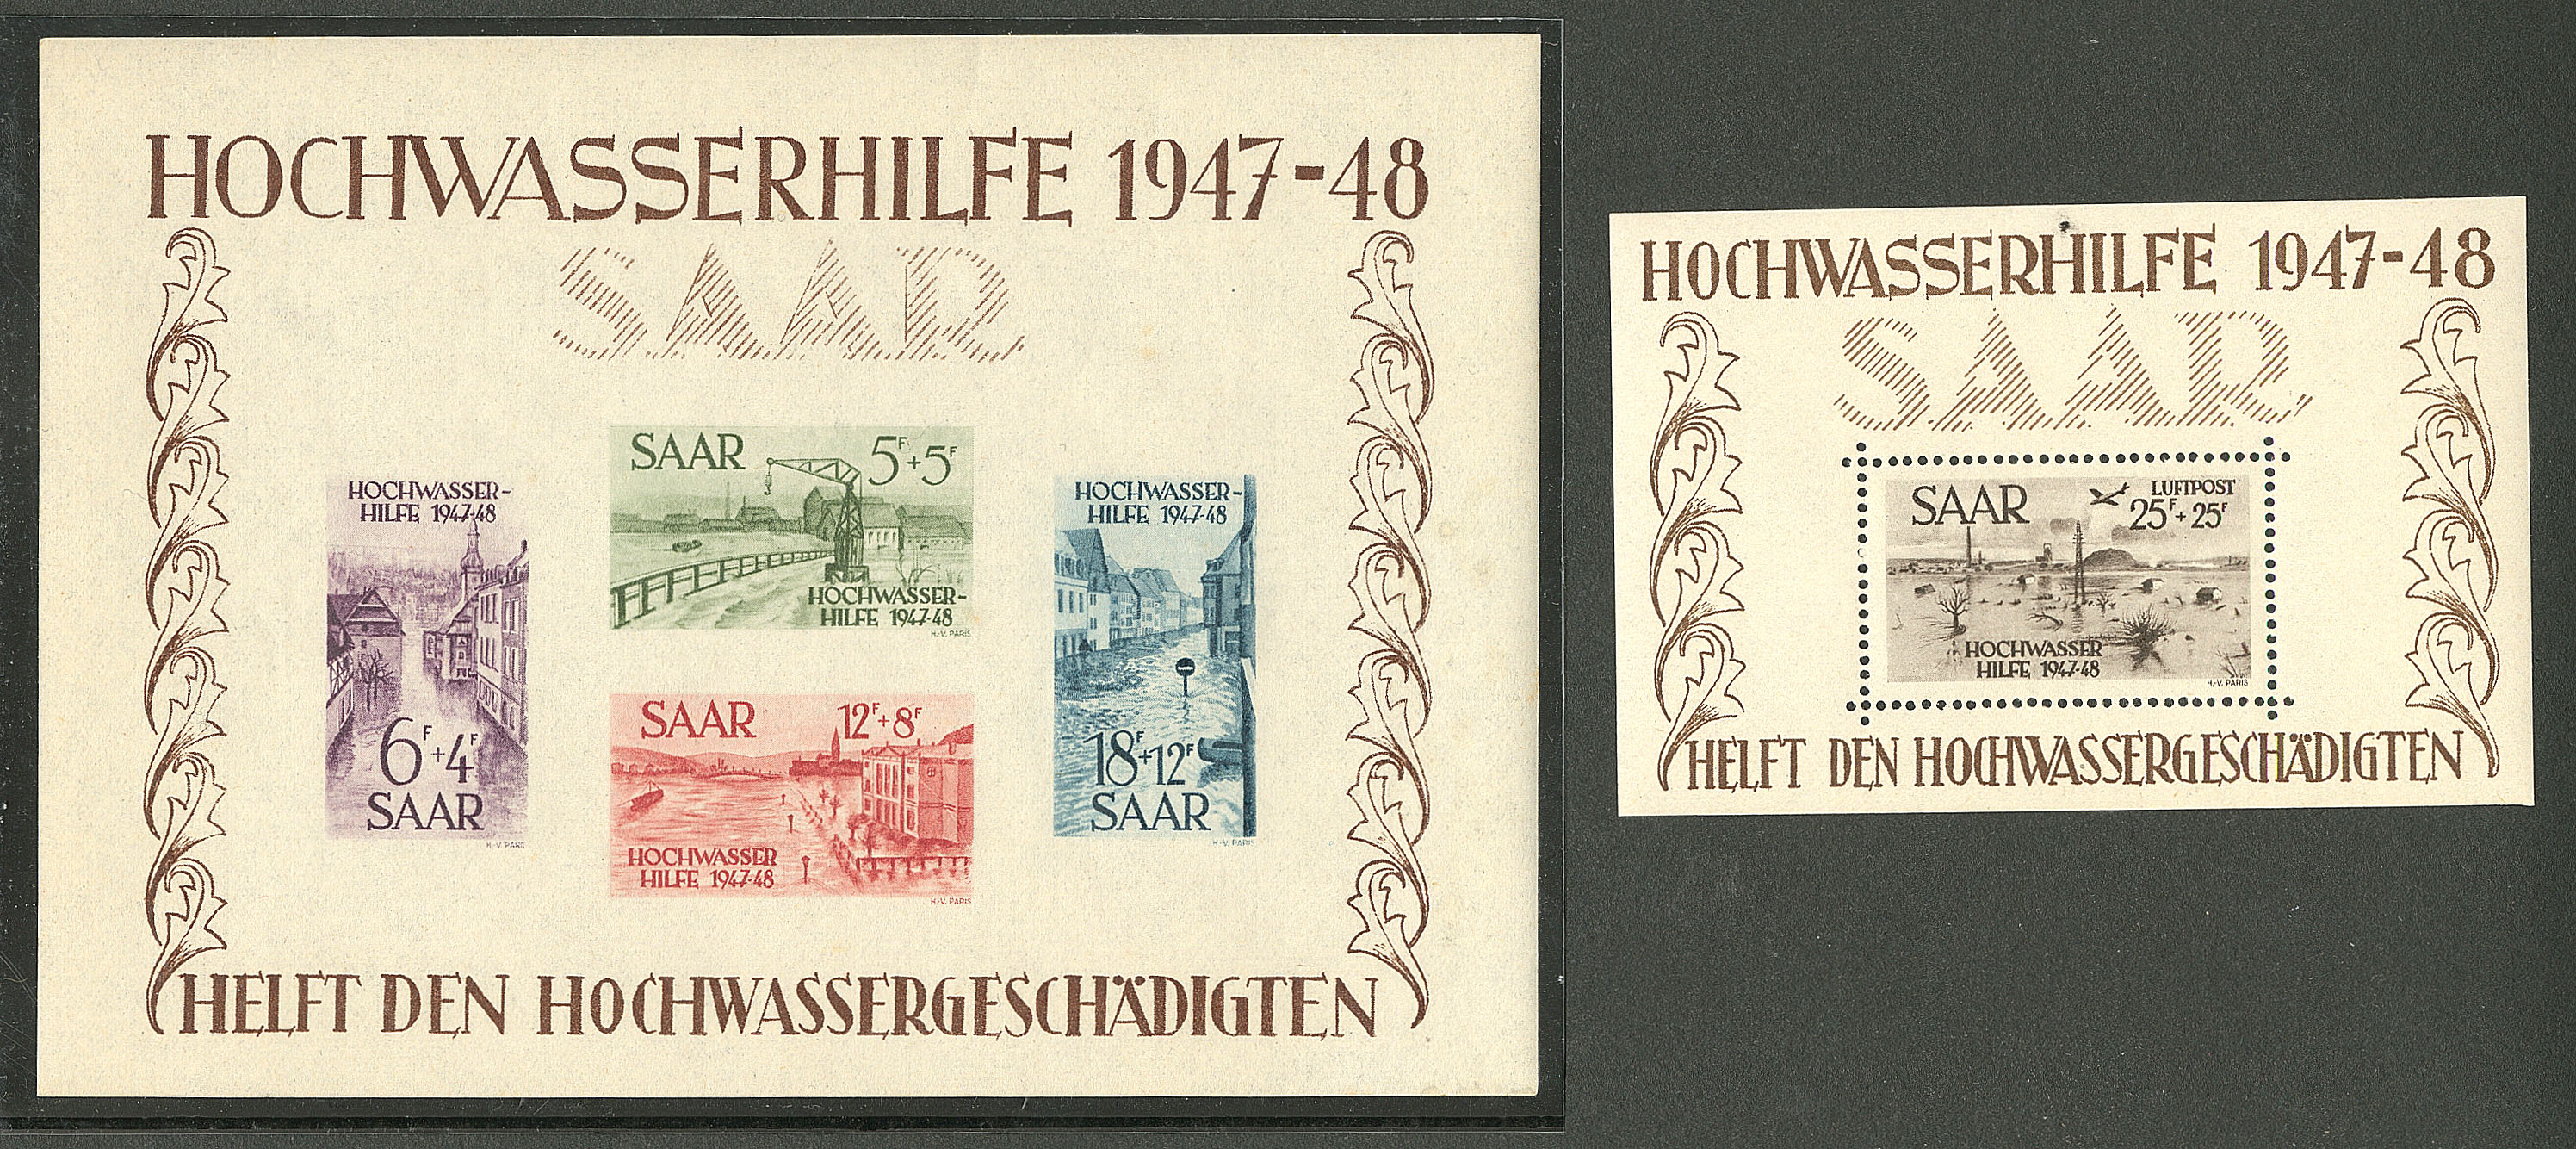 HOCHWASSERHILFE 1947-48
SAAR
HOCHWASSER-
HILFE 1947-48
6F+4F
SAAR
H.-V. PARIS
SAAR 5F+5F
HOCHWASSER-
HILFE 1947-48
H.-V. PARIS
SAAR 12F+8F
HOCHWASSER
HILFE 1947-48
H.-V. PARIS
HOCHWASSER-
HILFE 1947-48
18F+12F
SAAR
H.-V. PARIS
HELFT DEN HOCHWASSERGESCHÄDIGTEN
HOCHWASSERHILFE 1947-48
SAAR
SAAR LUFTPOST
25F+25F
HOCHWASSER
HILFE 1947-48
H.-V. PARIS
HELFT DEN HOCHWASSERGESCHÄDIGTEN